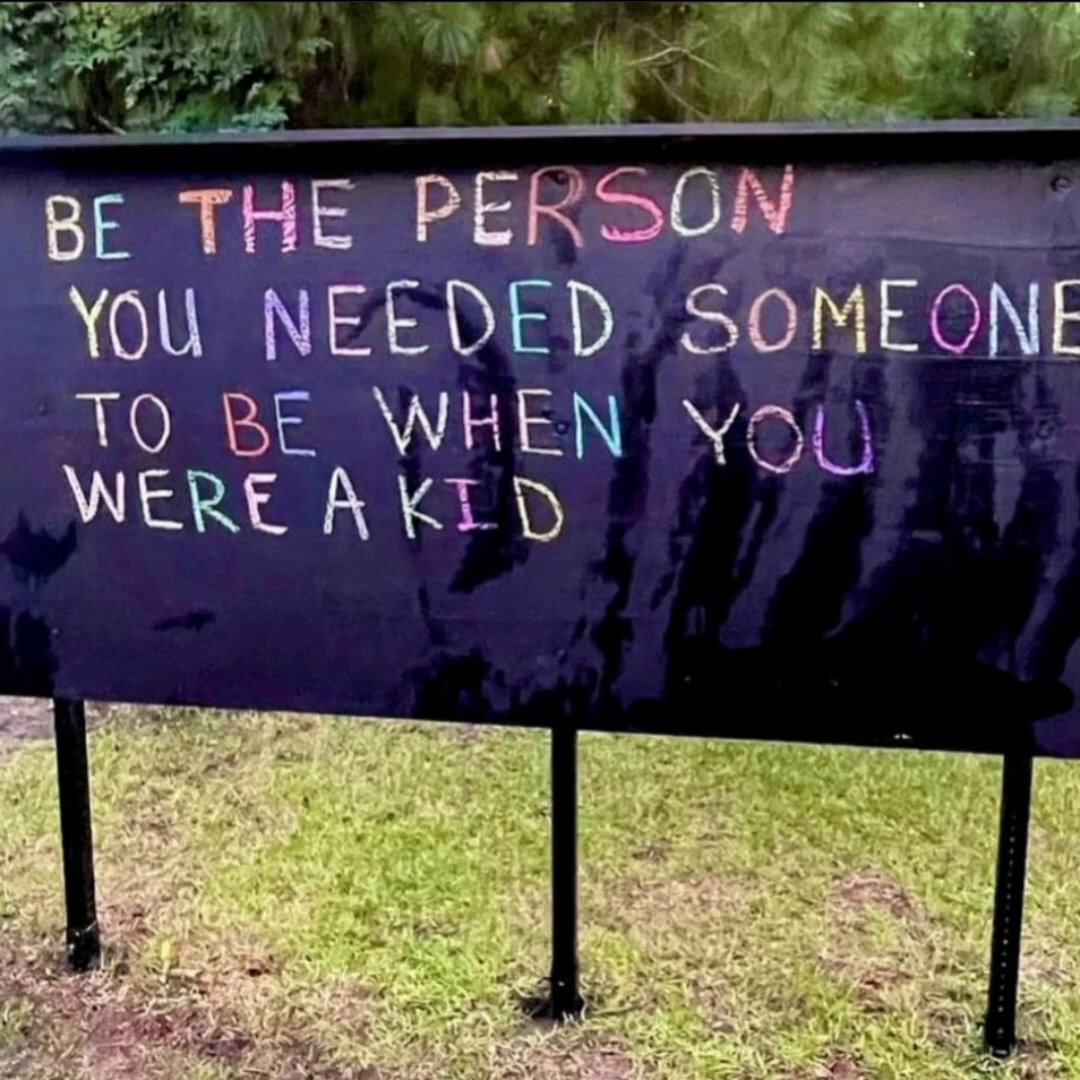 BE THE PERSON
YOU NEEDED SOMEONE
TO BE WHEN YOU
WERE A KID